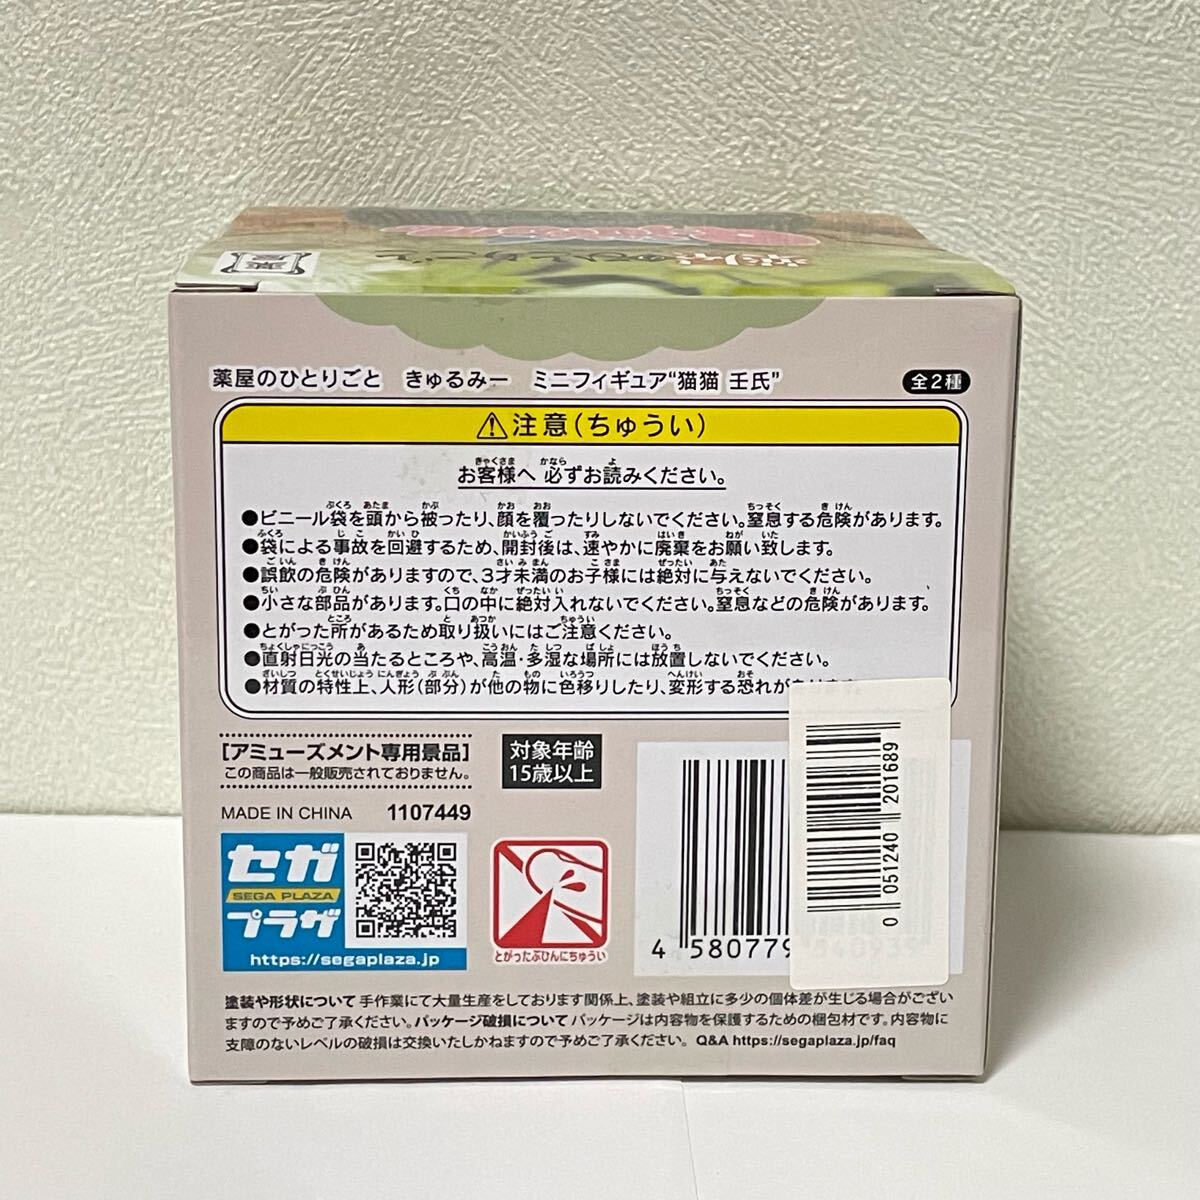 薬屋のひとりごと
薬屋のひとりごと　きゅるみー　ミニフィギュア“猫猫 壬氏”
全2種
⚠注意(ちゅうい)
お客様へ 必ずお読みください。
●ビニール袋を頭から被ったり、顔を覆ったりしないでください。窒息する危険があります。
●袋による事故を回避するため、開封後は、速やかに廃棄をお願い致します。
●誤飲の危険がありますので、3才未満のお子様には絶対に与えないでください。
●小さな部品があります。口の中に絶対入れないでください。窒息などの危険があります。
●とがった所があるため取り扱いにはご注意ください。
●直射日光の当たるところや、高温・多湿な場所には放置しないでください。
●材質の特性上、人形(部分)が他の物に色移りしたり、変形する恐れがあります。
[アミューズメント専用景品]
この商品は一般販売されておりません。
対象年齢
15歳以上
MADE IN CHINA 1107449
セガ
SEGA PLAZA
プラザ
https://segaplaza.jp
とがったぶひんにちゅうい
4 580779
0 051240 201689
塗装や形状について 手作業にて大量生産をしております関係上、塗装や組立に多少の個体差が生じる場合がござい
ますので予めご了承ください。パッケージ破損について パッケージは内容物を保護するための梱包材です。内容物に
支障のないレベルの破損は交換いたしかねますので予めご了承ください。 Q&A https://segaplaza.jp/faq